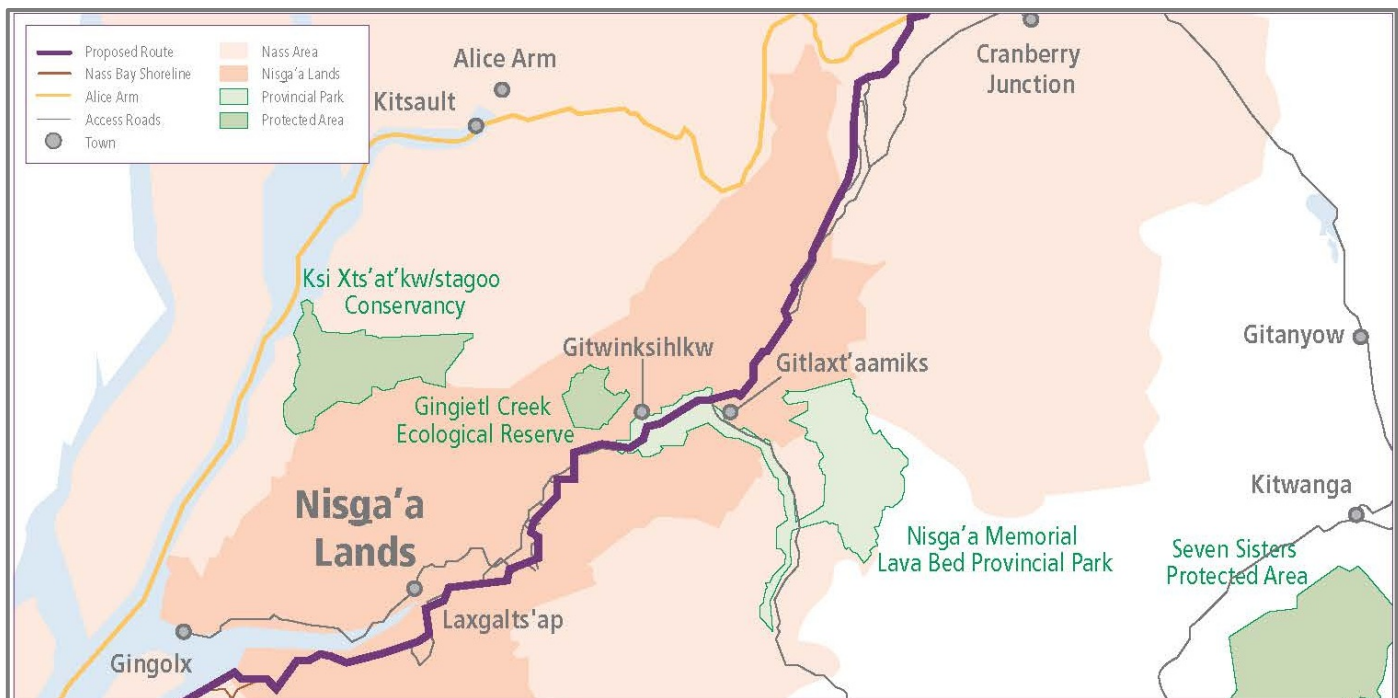 Proposed Route
Nass Bay Shoreline
Alice Arm
Access Roads
Town
Nass Area
Nisga'a Lands
Provincial Park
Protected Area
Alice Arm
Kitsault
Cranberry
Junction
Ksi Xts'at'kw/stagoo
Conservancy
Gitwinksihlkw
Gitlaxt'aamiks
Gitanyow
Gingietl Creek
Ecological Reserve
Nisga'a
Lands
Kitwanga
Nisga'a Memorial
Lava Bed Provincial Park
Seven Sisters
Protected Area
Laxgalts'ap
Gingolx